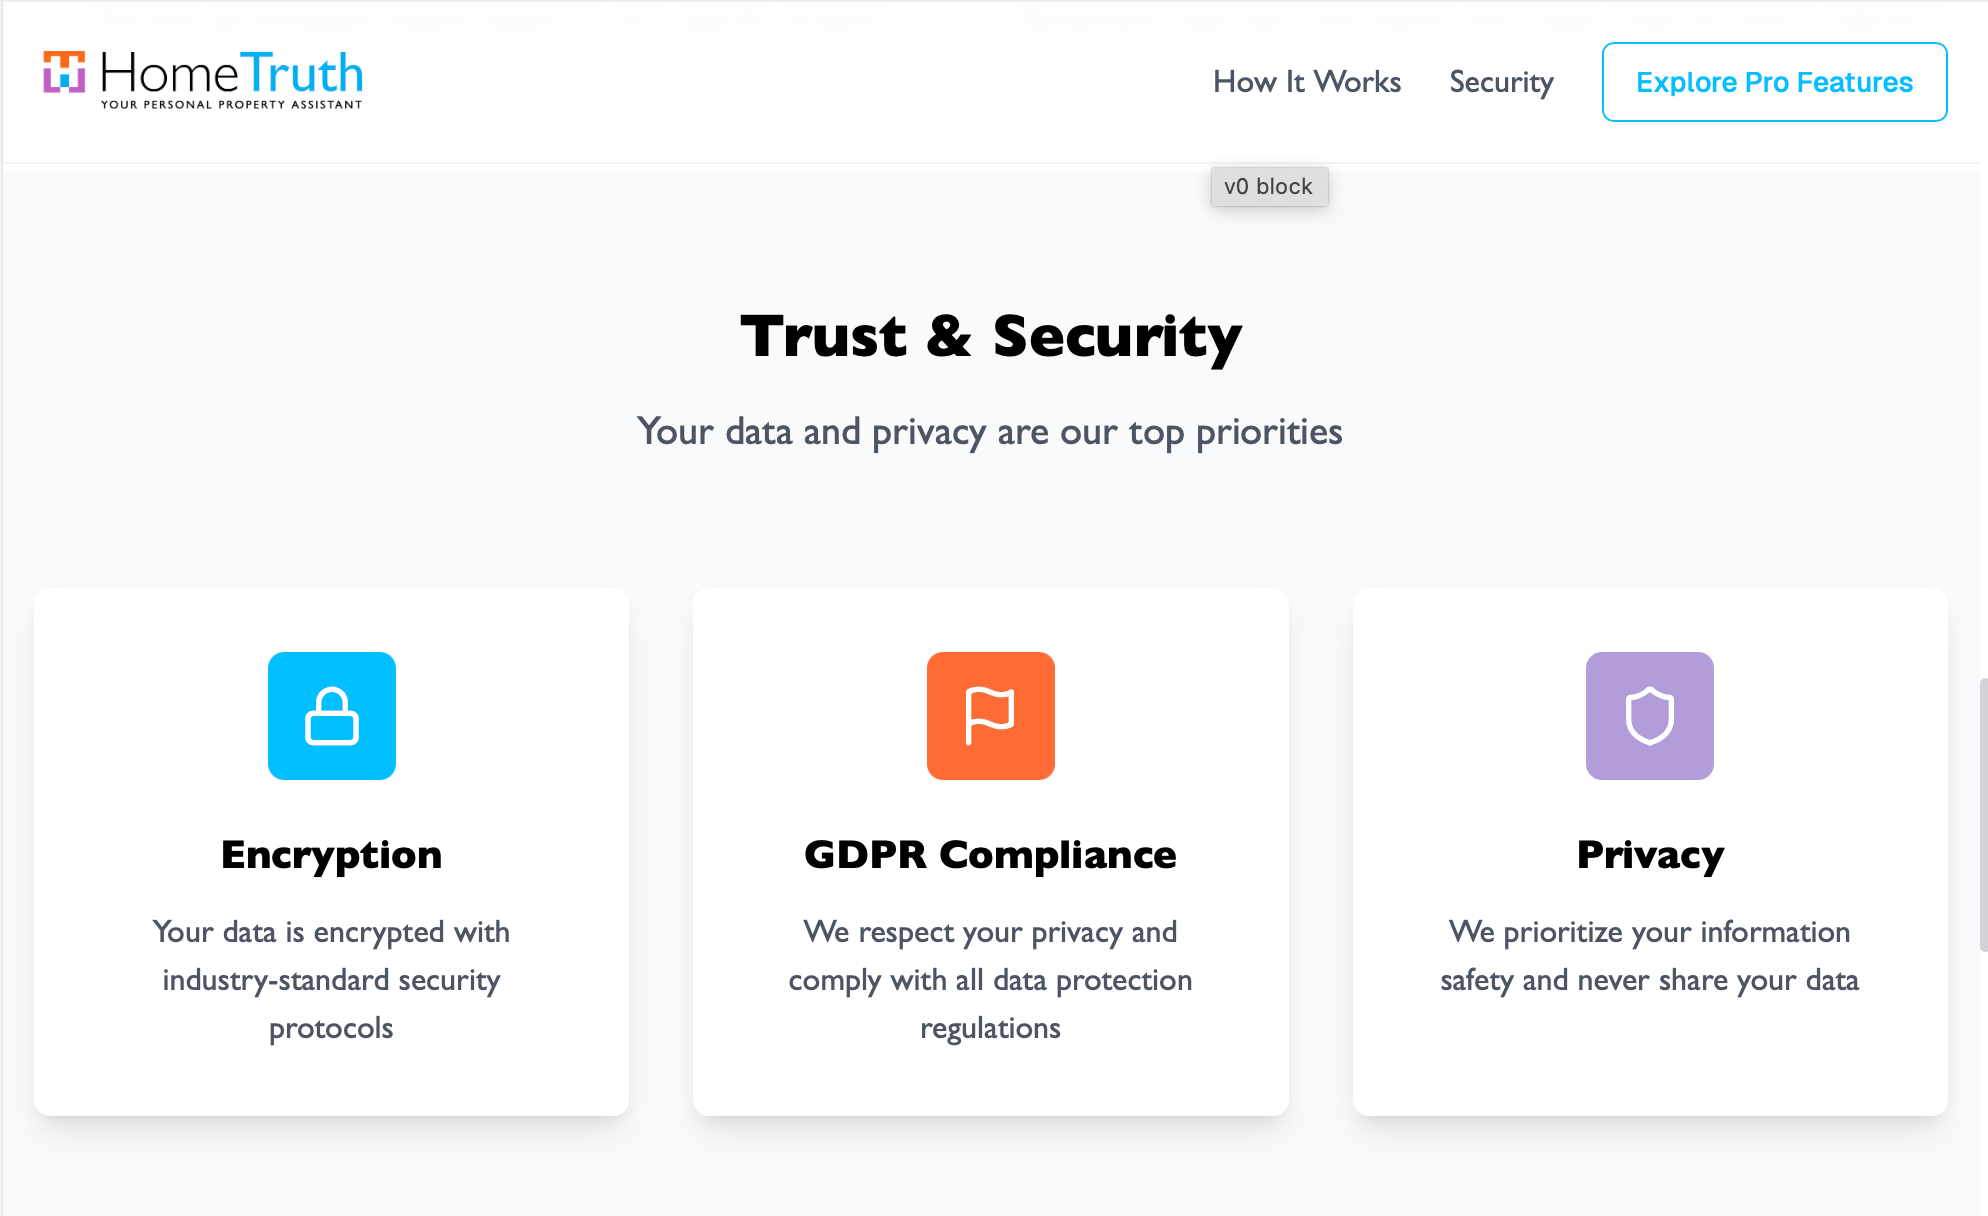 HomeTruth
YOUR PERSONAL PROPERTY ASSISTANT
How It Works
Security
Explore Pro Features
v0 block
Trust & Security
Your data and privacy are our top priorities
Encryption
Your data is encrypted with
industry-standard security
protocols
GDPR Compliance
We respect your privacy and
comply with all data protection
regulations
Privacy
We prioritize your information
safety and never share your data